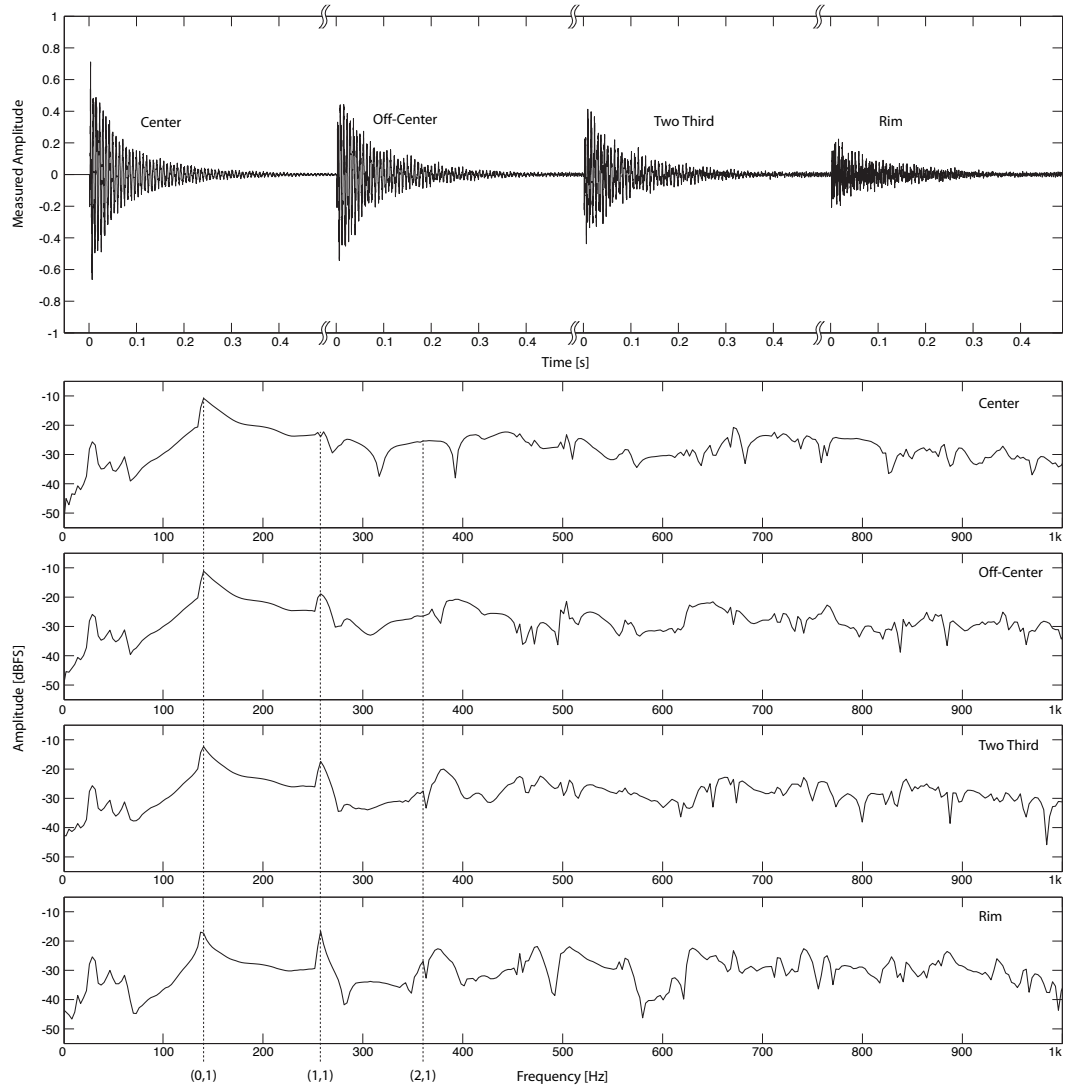 1
0.8
0.6
0.4
0.2
0
-0.2
-0.4
-0.6
-0.8
-1
Measured Amplitude
Center
Off-Center
Two Third
Rim
0 0.1 0.2 0.3 0.4 0 0.1 0.2 0.3 0.4 0 0.1 0.2 0.3 0.4 0 0.1 0.2 0.3 0.4
Time [s]
Amplitude [dBFS]
Center
-10
-20
-30
-40
-50
0 100 200 300 400 500 600 700 800 900 1k
Off-Center
-10
-20
-30
-40
-50
0 100 200 300 400 500 600 700 800 900 1k
Two Third
-10
-20
-30
-40
-50
0 100 200 300 400 500 600 700 800 900 1k
Rim
-10
-20
-30
-40
-50
0 100 200 300 400 500 600 700 800 900 1k
(0,1) (1,1) (2,1) Frequency [Hz]